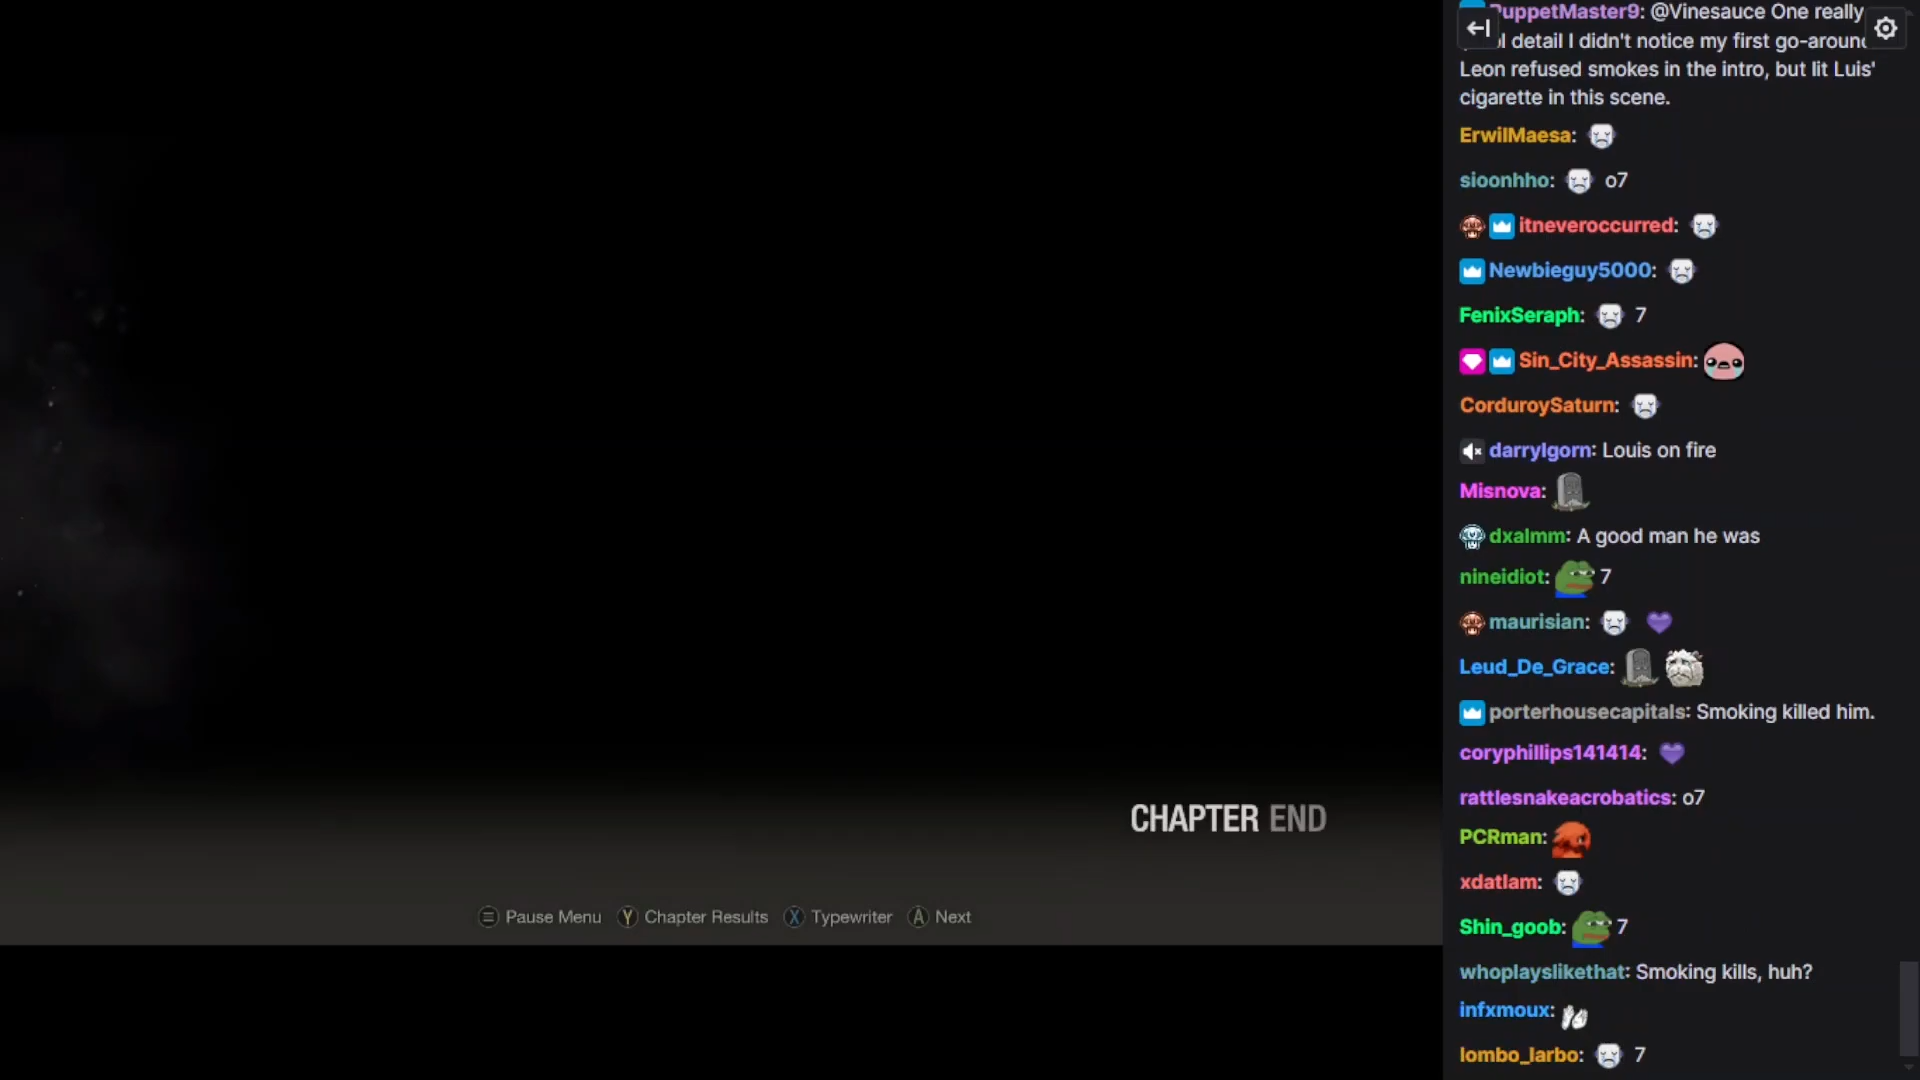 PuppetMaster9: @Vinesauce One really
l detail I didn't notice my first go-around
Leon refused smokes in the intro, but lit Luis'
cigarette in this scene.
ErwilMaesa:
sioonhho: o7
itneveroccurred:
Newbieguy5000:
FenixSeraph: 7
Sin_City_Assassin:
CorduroySaturn:
darrylgorn: Louis on fire
Misnova:
dxalmm: A good man he was
nineidiot: 7
maurisian:
Leud_De_Grace:
porterhousecapitals: Smoking killed him.
coryphillips141414:
rattlesnakeacrobatics: o7
PCRman:
xdatlam:
Shin_goob: 7
whoplayslikethat: Smoking kills, huh?
infxmoux:
lombo_larbo: 7
CHAPTER END
Pause Menu Y Chapter Results X Typewriter A Next